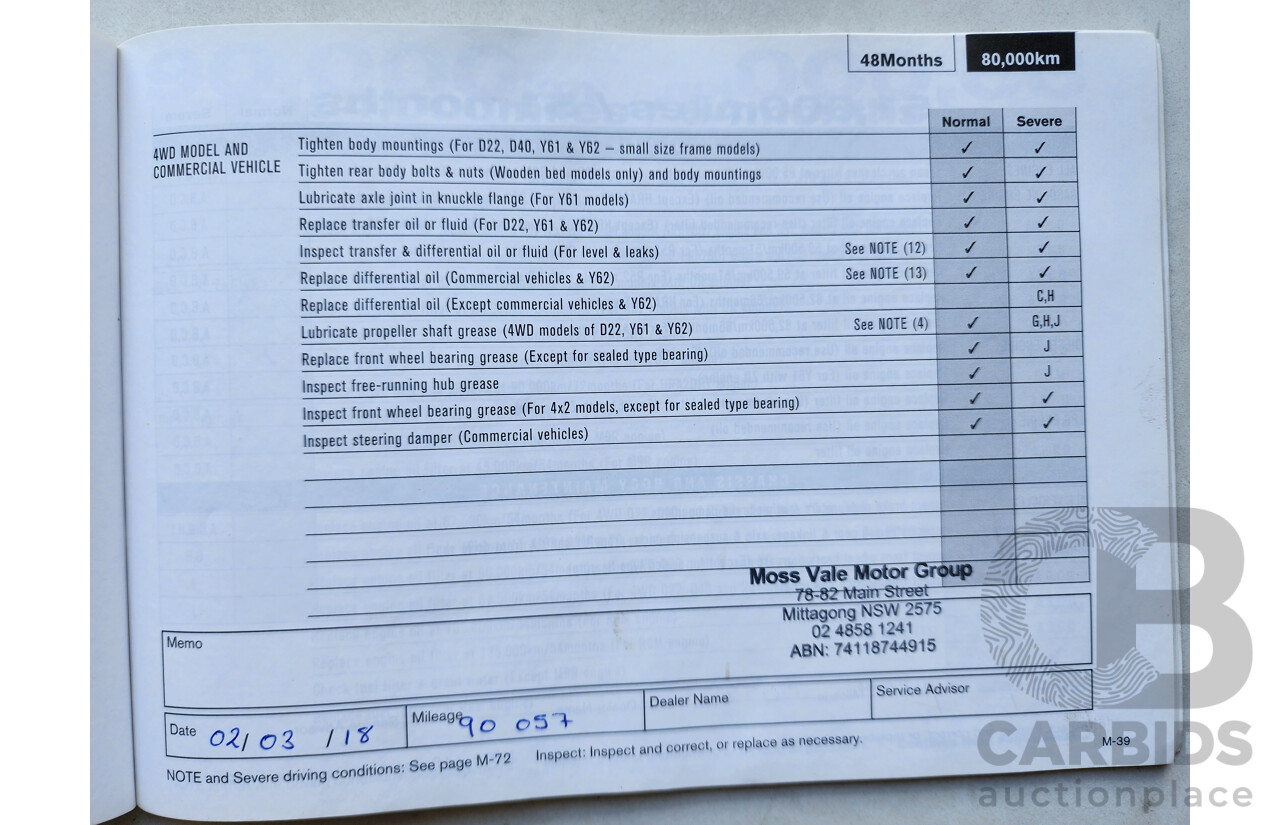 48Months 80,000km
Normal Severe
4WD MODEL AND
COMMERCIAL VEHICLE
Tighten body mountings (For D22, D40, Y61 & Y62 – small size frame models) ✓ ✓
Tighten rear body bolts & nuts (Wooden bed models only) and body mountings ✓ ✓
Lubricate axle joint in knuckle flange (For Y61 models) ✓ ✓
Replace transfer oil or fluid (For D22, Y61 & Y62) ✓ ✓
Inspect transfer & differential oil or fluid (For level & leaks) See NOTE (12) ✓ ✓
Replace differential oil (Commercial vehicles & Y62) See NOTE (13) ✓ ✓
Replace differential oil (Except commercial vehicles & Y62) C,H
Lubricate propeller shaft grease (4WD models of D22, Y61 & Y62) See NOTE (4) ✓ G,H,J
Replace front wheel bearing grease (Except for sealed type bearing) ✓ J
Inspect free-running hub grease ✓ J
Inspect front wheel bearing grease (For 4x2 models, except for sealed type bearing) ✓ ✓
Inspect steering damper (Commercial vehicles) ✓ ✓
Moss Vale Motor Group
78-82 Main Street
Mittagong NSW 2575
02 4858 1241
ABN: 74118744915
Memo
Date 02/03/18 Mileage 90 057 Dealer Name Service Advisor
NOTE and Severe driving conditions: See page M-72 Inspect: Inspect and correct, or replace as necessary.
M-39
CARBIDS
auctionplace